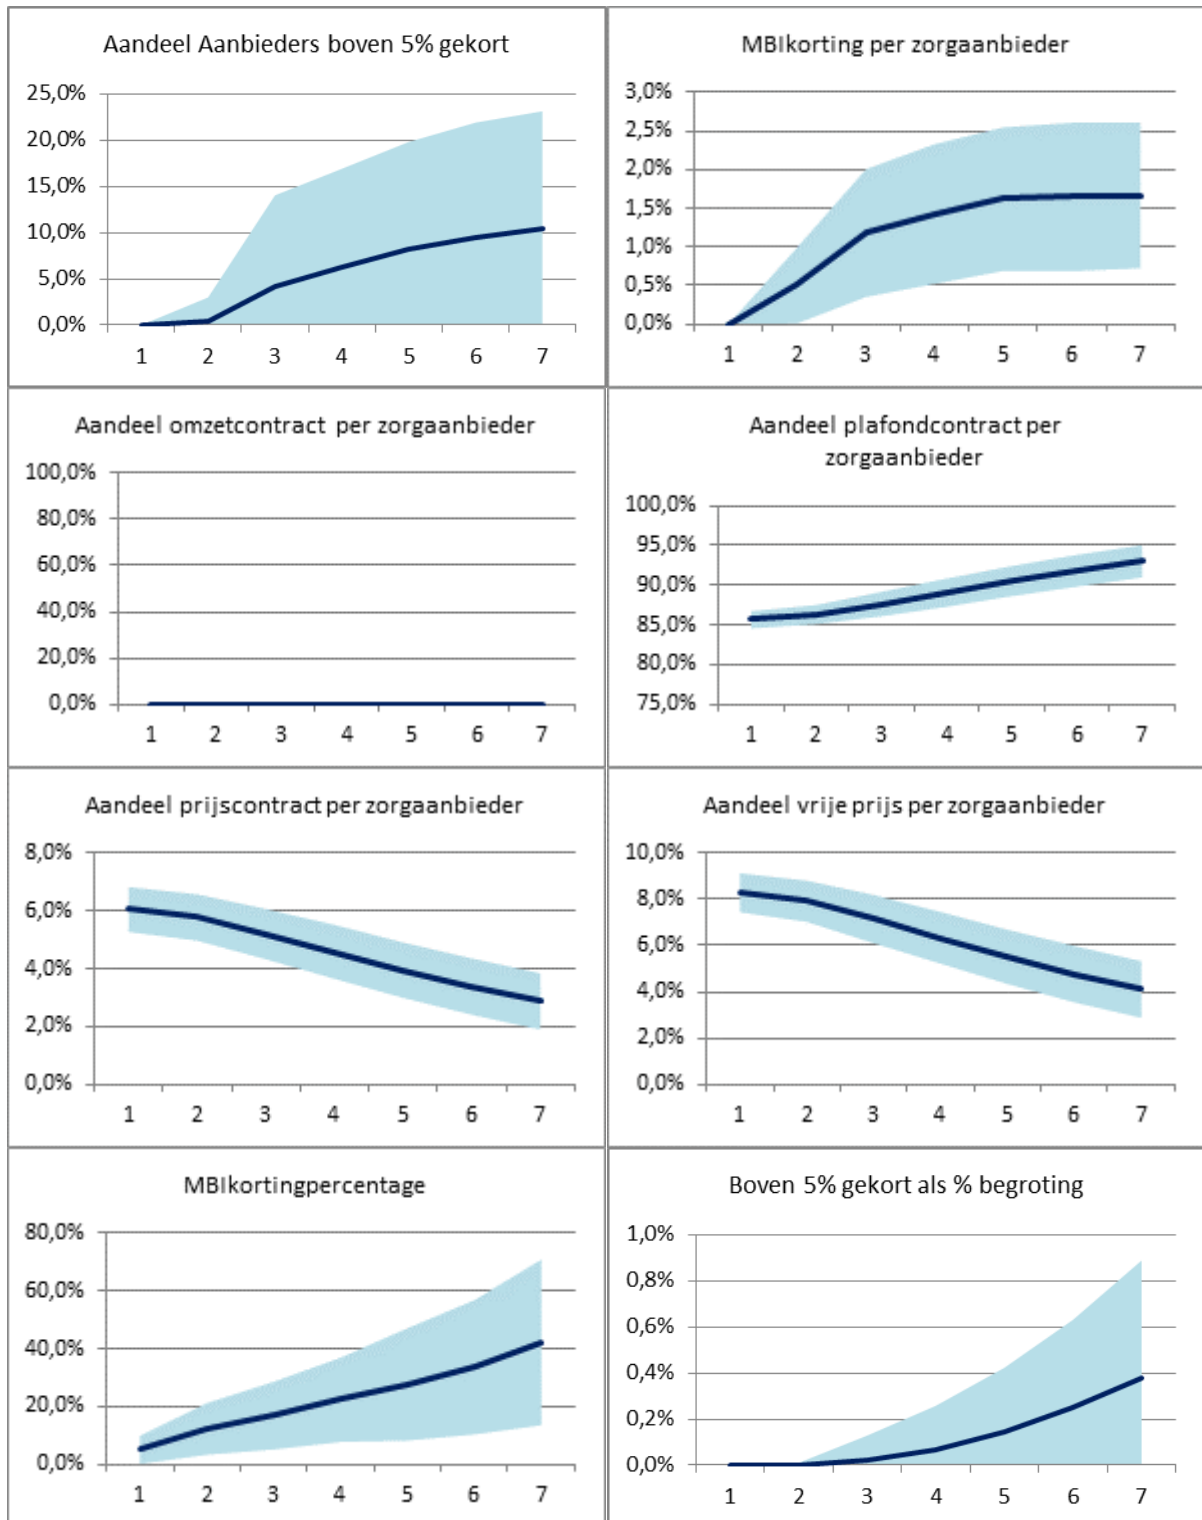 Aandeel Aanbieders boven 5% gekort
25,0%
20,0%
15,0%
10,0%
5,0%
0,0%
1 2 3 4 5 6 7
MBIkorting per zorgaanbieder
3,0%
2,5%
2,0%
1,5%
1,0%
0,5%
0,0%
1 2 3 4 5 6 7
Aandeel omzetcontract per zorgaanbieder
100,0%
80,0%
60,0%
40,0%
20,0%
0,0%
1 2 3 4 5 6 7
Aandeel plafondcontract per
zorgaanbieder
100,0%
95,0%
90,0%
85,0%
80,0%
75,0%
1 2 3 4 5 6 7
Aandeel prijscontract per zorgaanbieder
8,0%
6,0%
4,0%
2,0%
0,0%
1 2 3 4 5 6 7
Aandeel vrije prijs per zorgaanbieder
10,0%
8,0%
6,0%
4,0%
2,0%
0,0%
1 2 3 4 5 6 7
MBIkortingpercentage
80,0%
60,0%
40,0%
20,0%
0,0%
1 2 3 4 5 6 7
Boven 5% gekort als % begroting
1,0%
0,8%
0,6%
0,4%
0,2%
0,0%
1 2 3 4 5 6 7